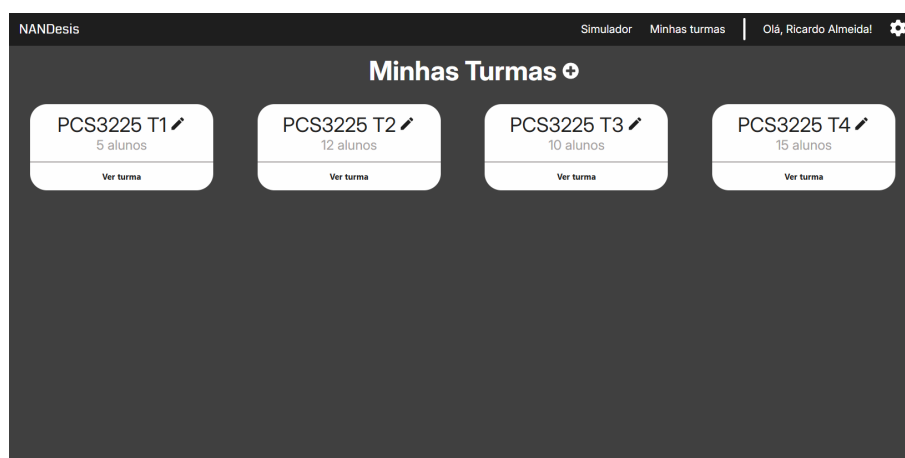 NANDesis
Simulador Minhas turmas Olá, Ricardo Almeida!
Minhas Turmas
PCS3225 T1
5 alunos
Ver turma
PCS3225 T2
12 alunos
Ver turma
PCS3225 T3
10 alunos
Ver turma
PCS3225 T4
15 alunos
Ver turma